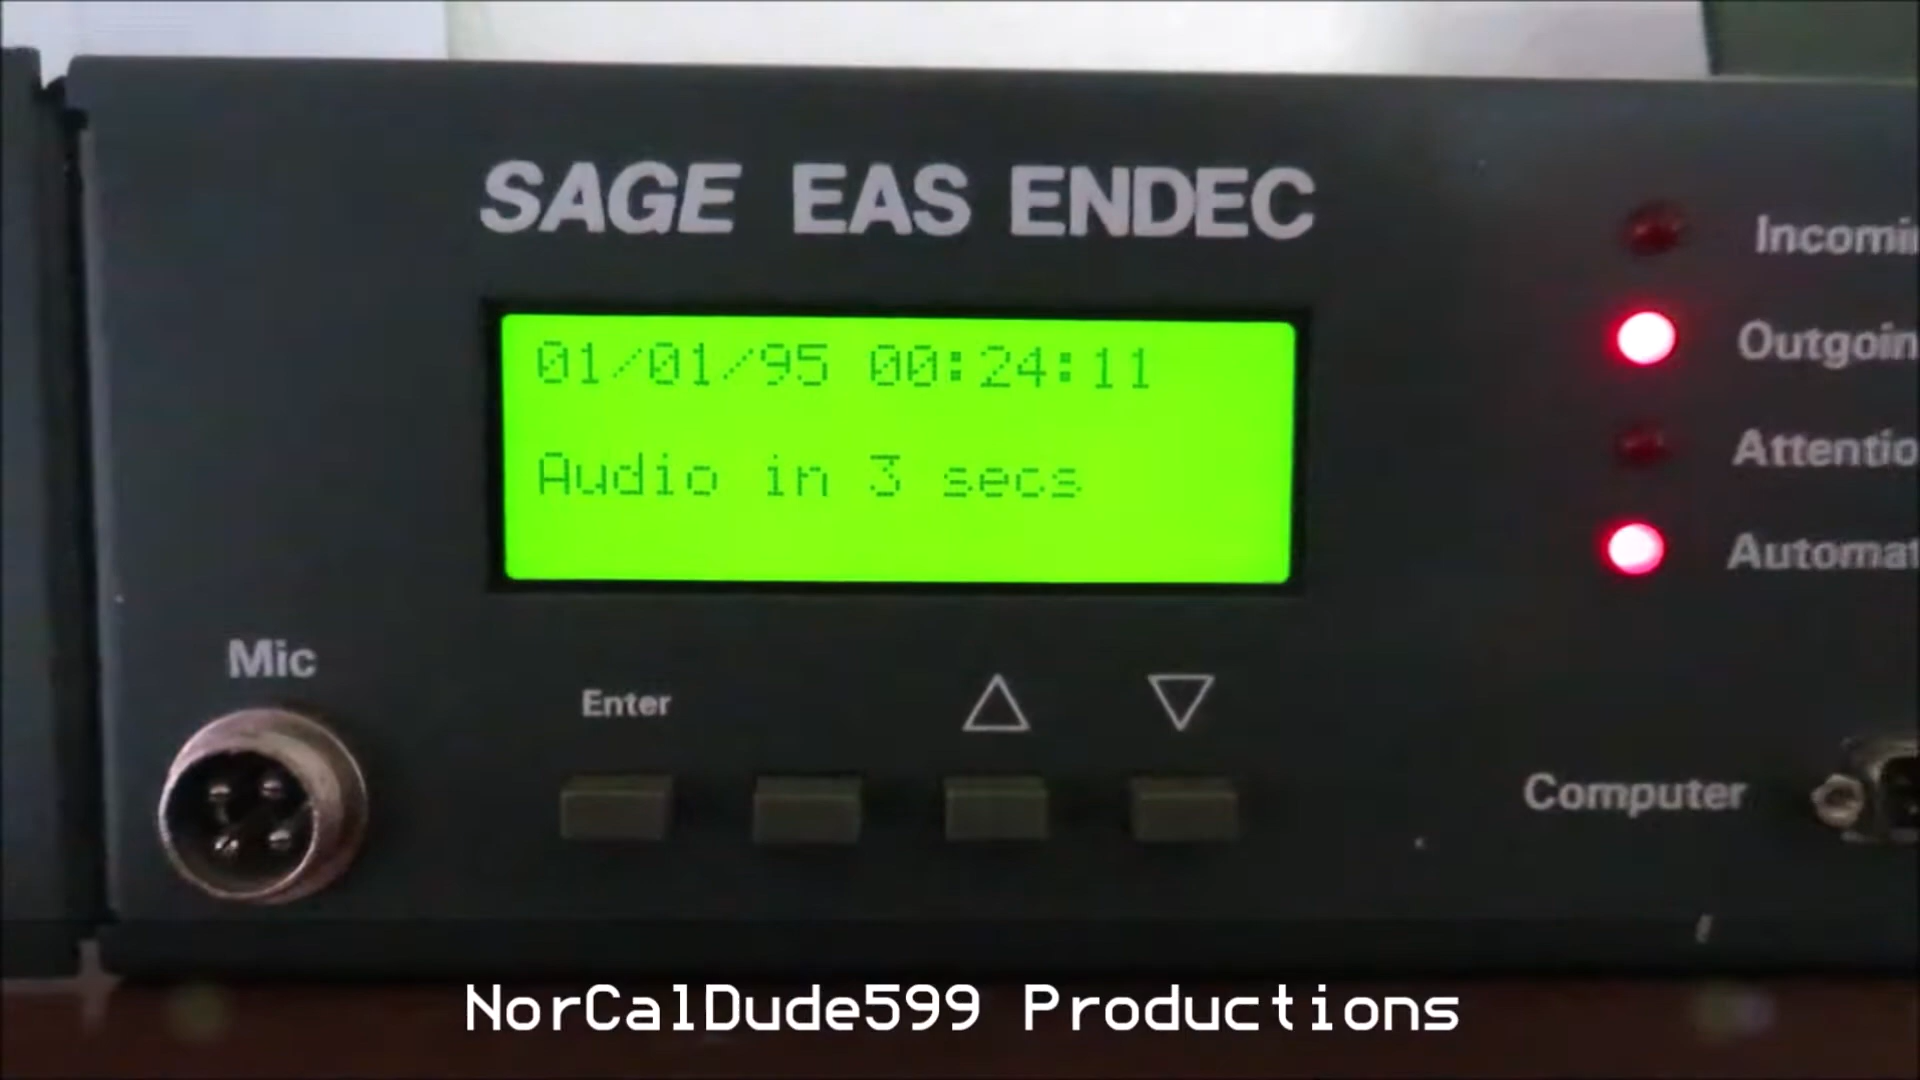 SAGE EAS ENDEC
01/01/95 00:24:11
Audio in 3 secs
Incomi
Outgoin
Attentio
Automat
Mic
Enter
Computer
NorCalDude599 Productions